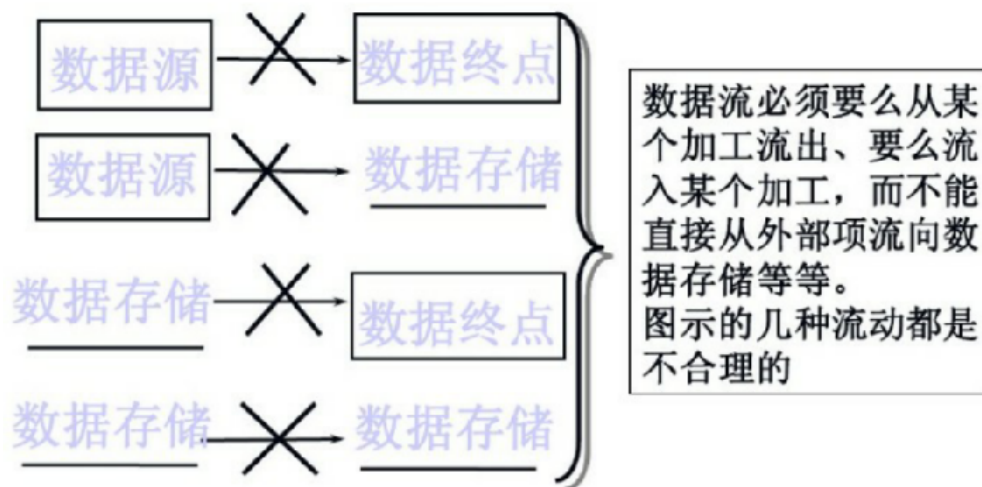 数据源
数据终点
数据源
数据存储
数据存储
数据终点
数据存储
数据存储
数据流必须要么从某
个加工流出、要么流
入某个加工，而不能
直接从外部项流向数
据存储等等。
图示的几种流动都是
不合理的